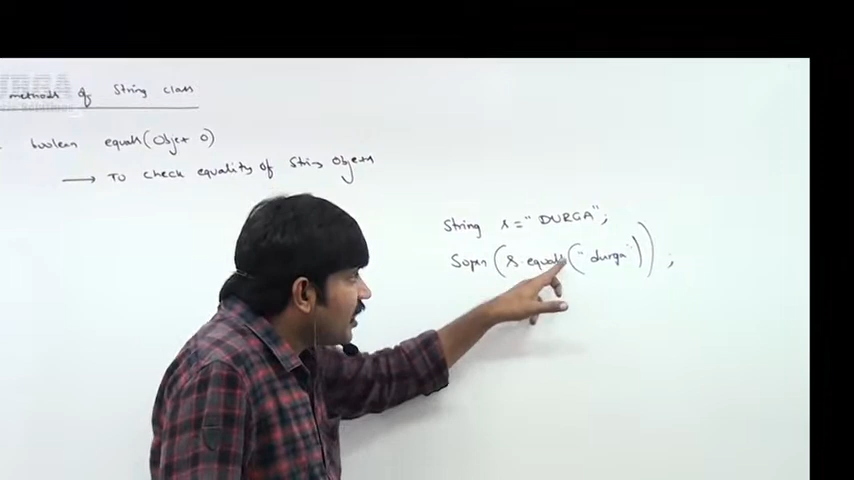 methods of String class
boolean equals(Object o)
→ To check equality of String Objects
String s = "DURGA";
Sopln(s.equals("durga"));